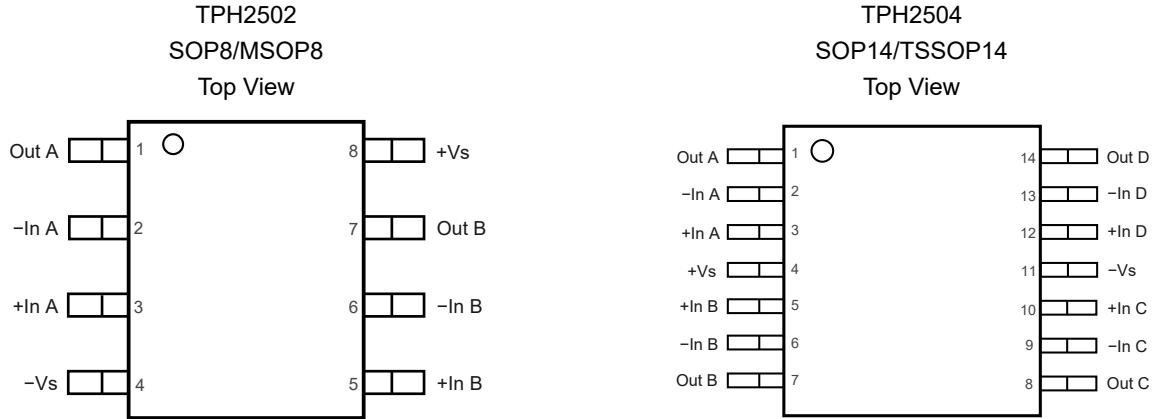 TPH2502
SOP8/MSOP8
Top View
Out A 1 8 +Vs
−In A 2 7 Out B
+In A 3 6 −In B
−Vs 4 5 +In B
TPH2504
SOP14/TSSOP14
Top View
Out A 1 14 Out D
−In A 2 13 −In D
+In A 3 12 +In D
+Vs 4 11 −Vs
+In B 5 10 +In C
−In B 6 9 −In C
Out B 7 8 Out C